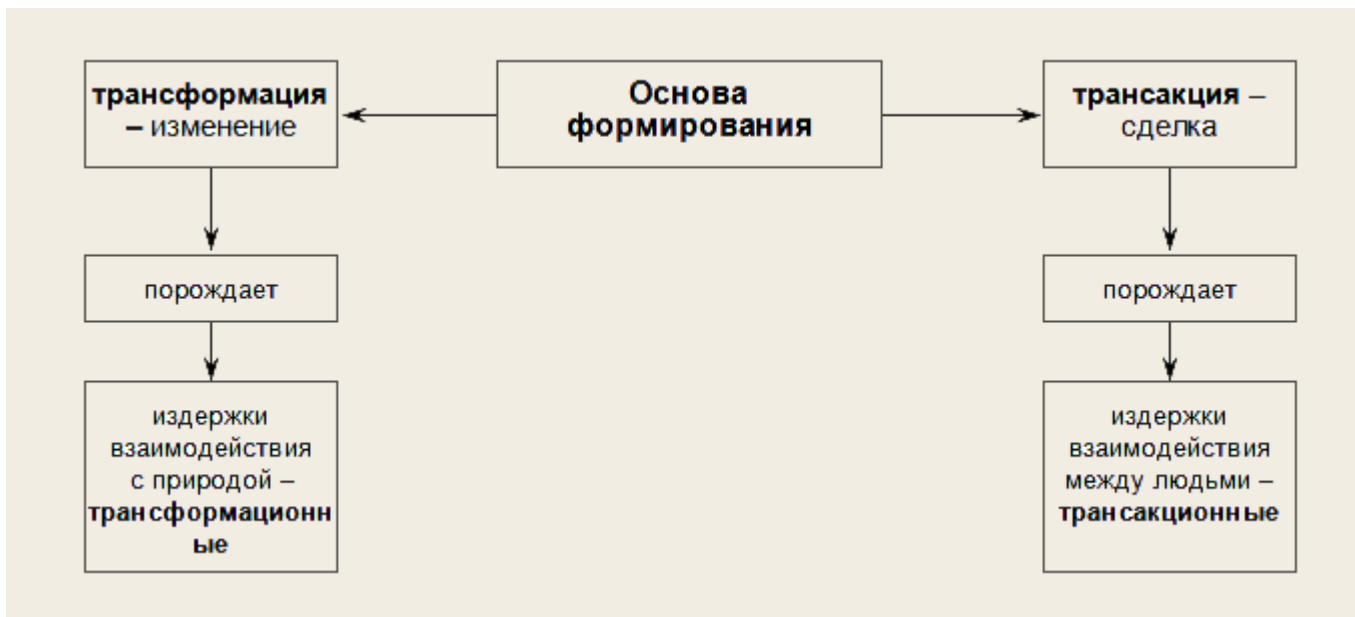 трансформация
– изменение
Основа
формирования
трансакция –
сделка
порождает
порождает
издержки
взаимодействия
с природой –
трансформационн
ые
издержки
взаимодействия
между людьми –
трансакционные